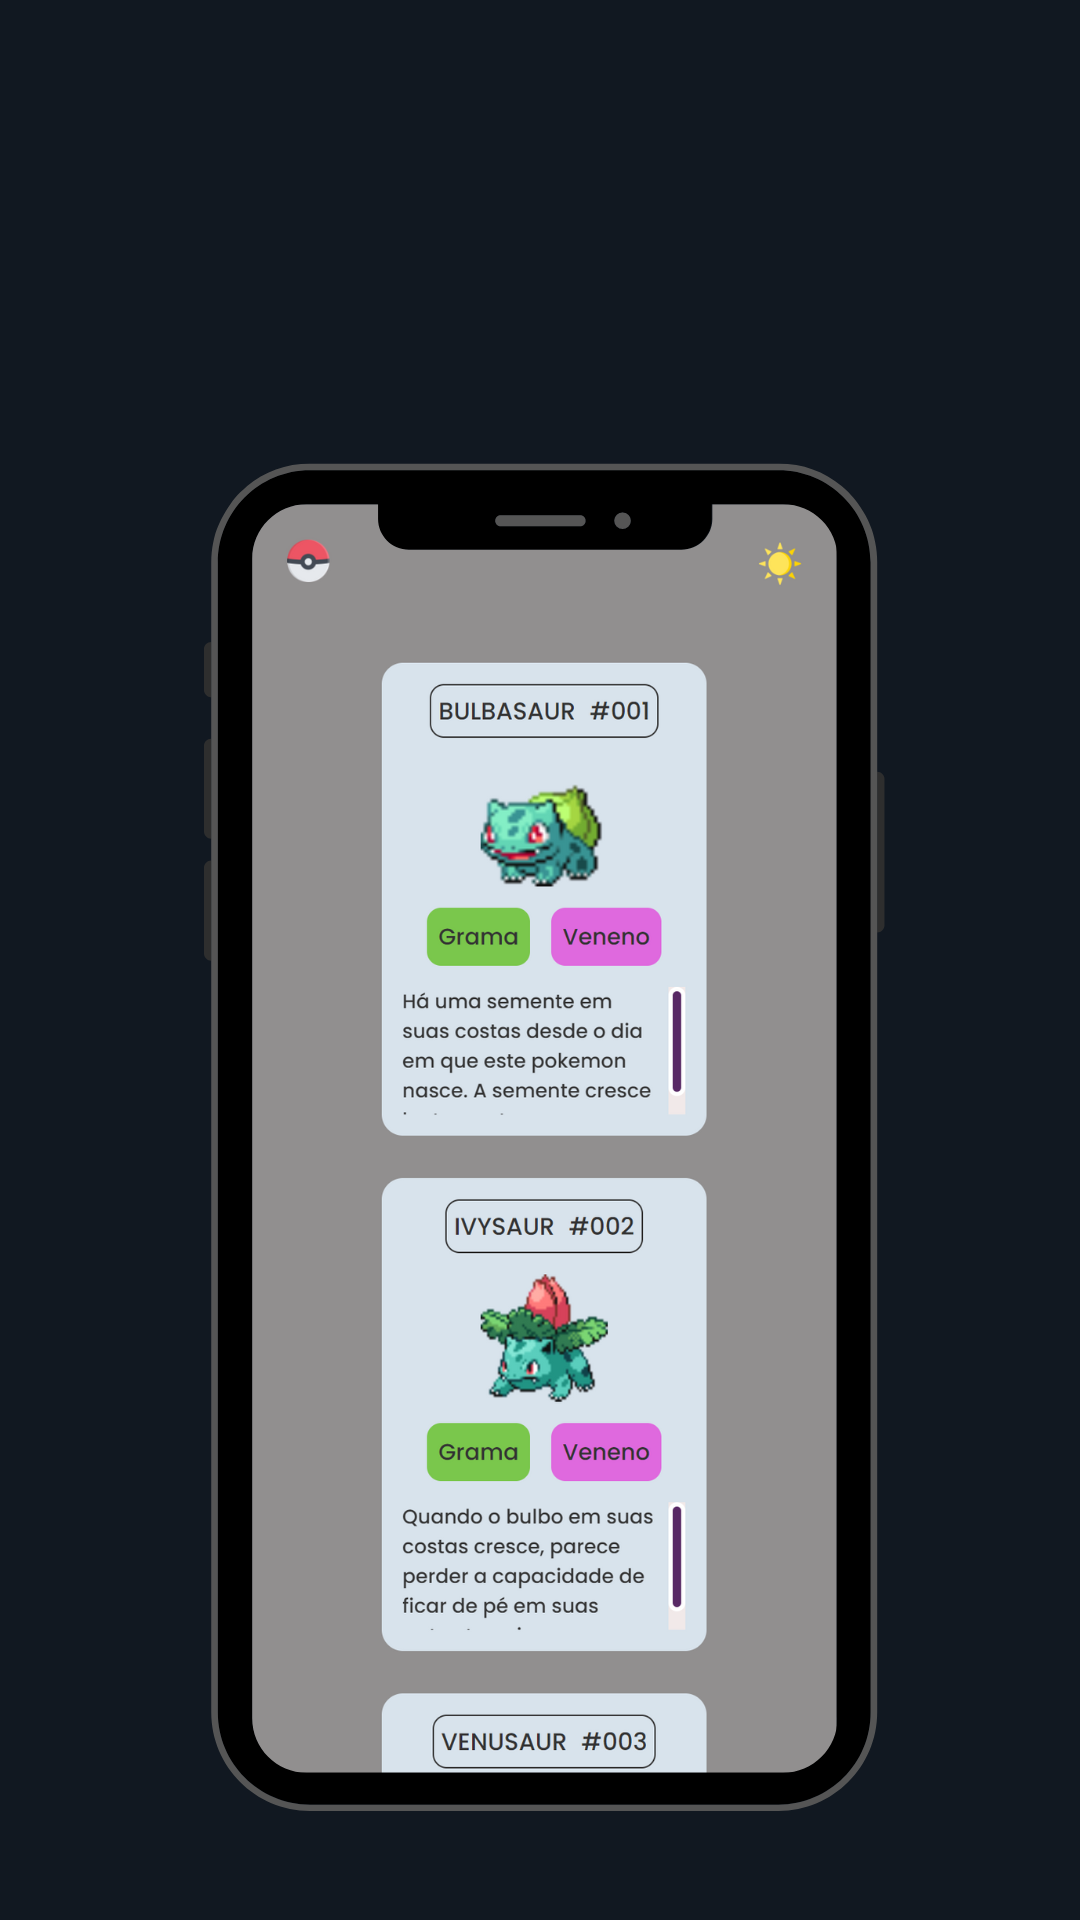 BULBASAUR #001
Grama Veneno
Há uma semente em
suas costas desde o dia
em que este pokemon
nasce. A semente cresce
IVYSAUR #002
Grama Veneno
Quando o bulbo em suas
costas cresce, parece
perder a capacidade de
ficar de pé em suas
VENUSAUR #003